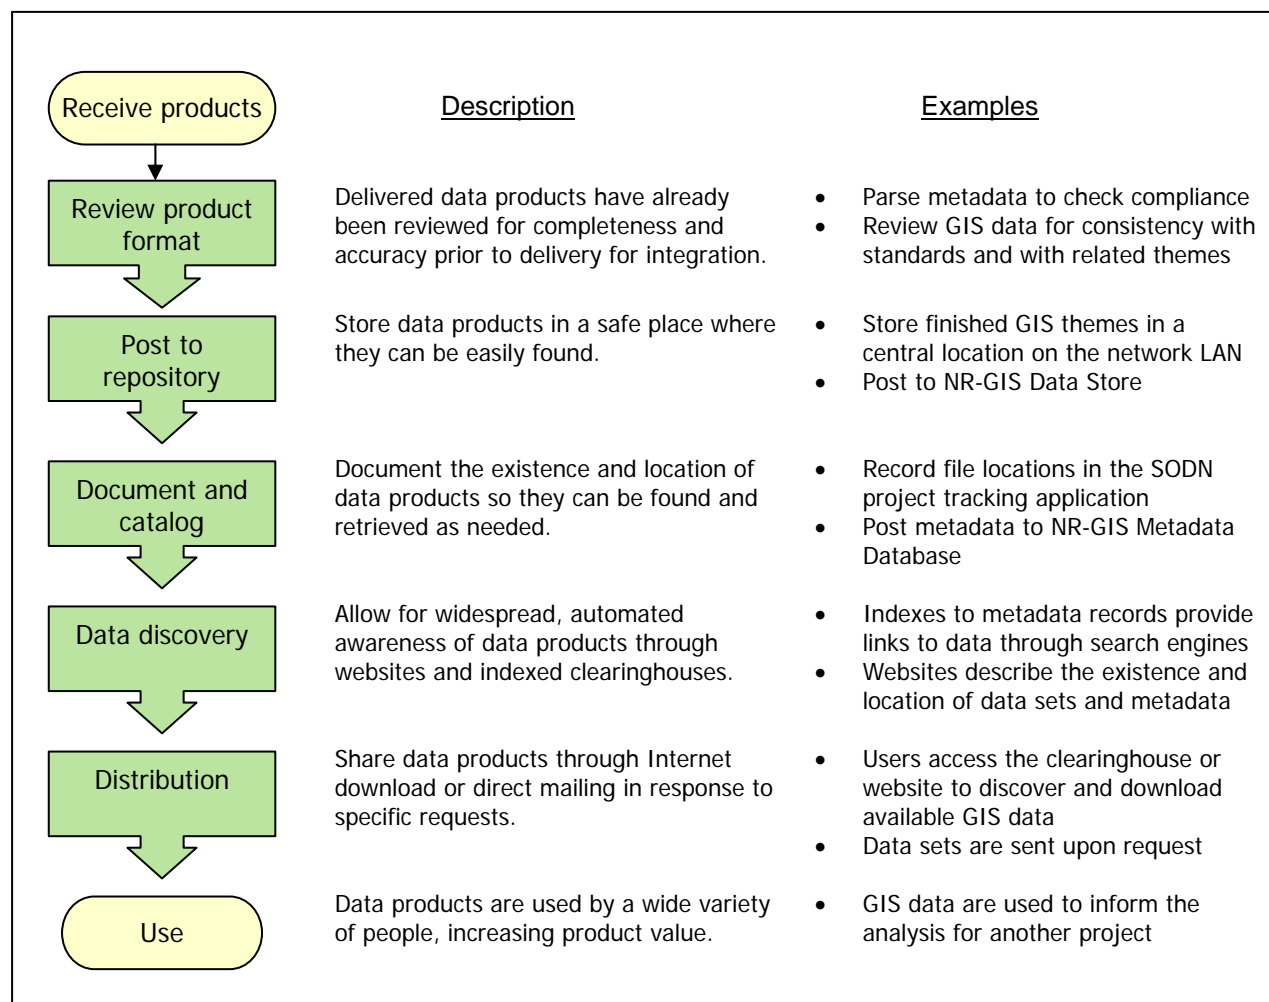 Receive products
Description
Examples
Review product
format
Delivered data products have already
been reviewed for completeness and
accuracy prior to delivery for integration.
• Parse metadata to check compliance
• Review GIS data for consistency with
standards and with related themes
Post to
repository
Store data products in a safe place where
they can be easily found.
• Store finished GIS themes in a
central location on the network LAN
• Post to NR-GIS Data Store
Document and
catalog
Document the existence and location of
data products so they can be found and
retrieved as needed.
• Record file locations in the SODN
project tracking application
• Post metadata to NR-GIS Metadata
Database
Data discovery
Allow for widespread, automated
awareness of data products through
websites and indexed clearinghouses.
• Indexes to metadata records provide
links to data through search engines
• Websites describe the existence and
location of data sets and metadata
Distribution
Share data products through Internet
download or direct mailing in response to
specific requests.
• Users access the clearinghouse or
website to discover and download
available GIS data
• Data sets are sent upon request
Use
Data products are used by a wide variety
of people, increasing product value.
• GIS data are used to inform the
analysis for another project